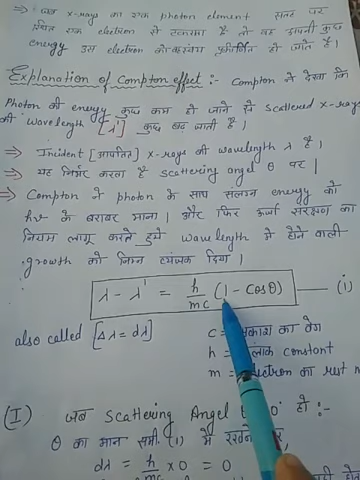 → जब x-rays का एक photon element सतह पर
स्थित एक electron से टकराता है तो वह अपनी कुछ
energy उस electron को
हो जाते है।
Explanation of Compton effect :- Compton ने देखा कि
Photon की energy कुछ कम हो जाने से scattered x-rays
की wavelength [λ'] कुछ बढ़ जाती है।
⇒ Incident [आपतित] x-rays की wavelength λ है।
⇒ यह निर्भर करता है scattering angel θ पर।
⇒ Compton ने photon के साथ संलग्न energy को
hν के बराबर माना। और फिर ऊर्जा संरक्षण का
नियम लागू करते हुये wavelength में होने वाली
growth को निम्न व्यंजक दिया।
λ - λ' = h/mc (1 - cosθ) —— (i)
also called [Δλ = dλ]
c = प्रकाश का वेग
h = प्लांक constant
m = electron का rest m
(I) जब scattering Angel θ 0° हो :-
θ का मान समी. (i) में रखने पर,
dλ = h/mc × 0 = 0